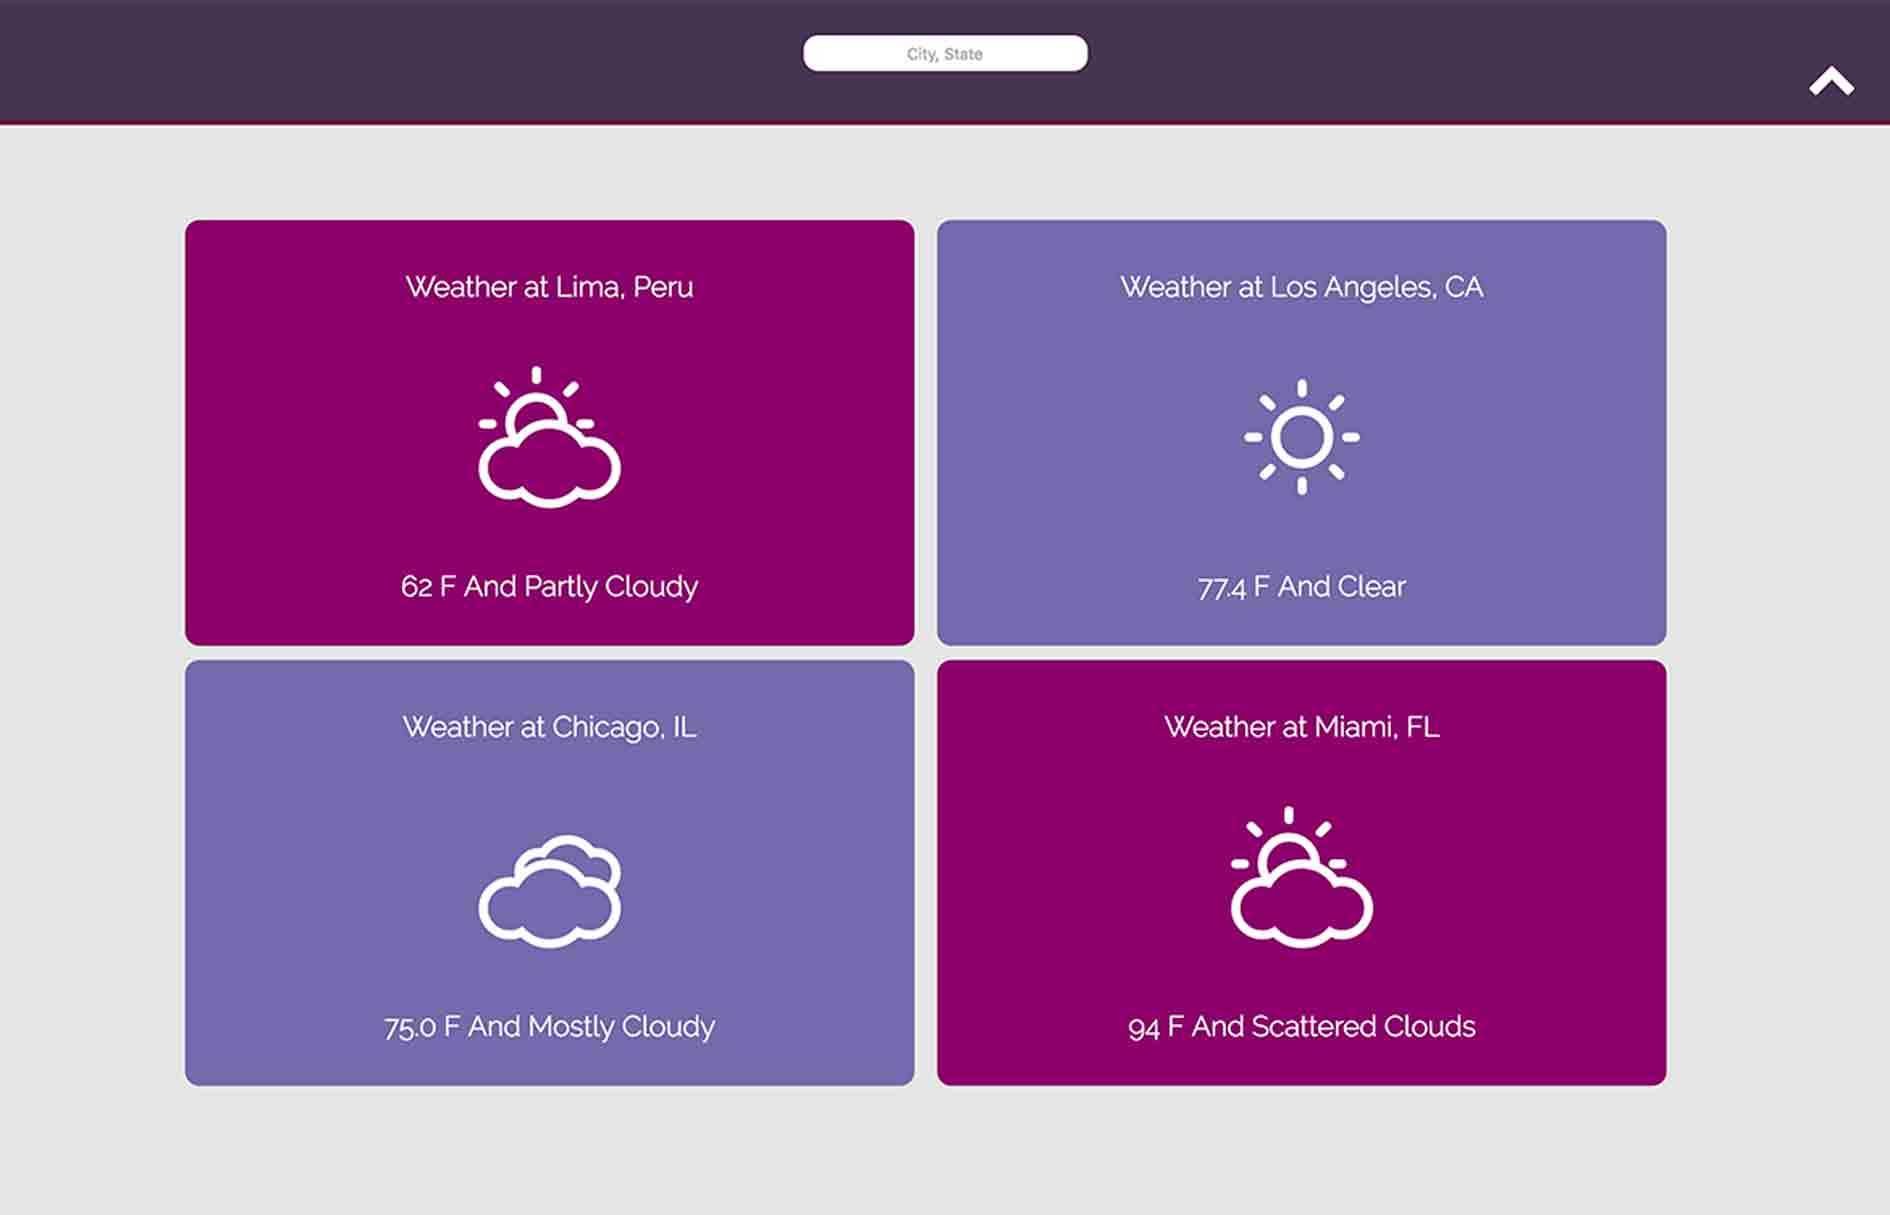 City, State
Weather at Lima, Peru
62 F And Partly Cloudy
Weather at Los Angeles, CA
77.4 F And Clear
Weather at Chicago, IL
75.0 F And Mostly Cloudy
Weather at Miami, FL
94 F And Scattered Clouds